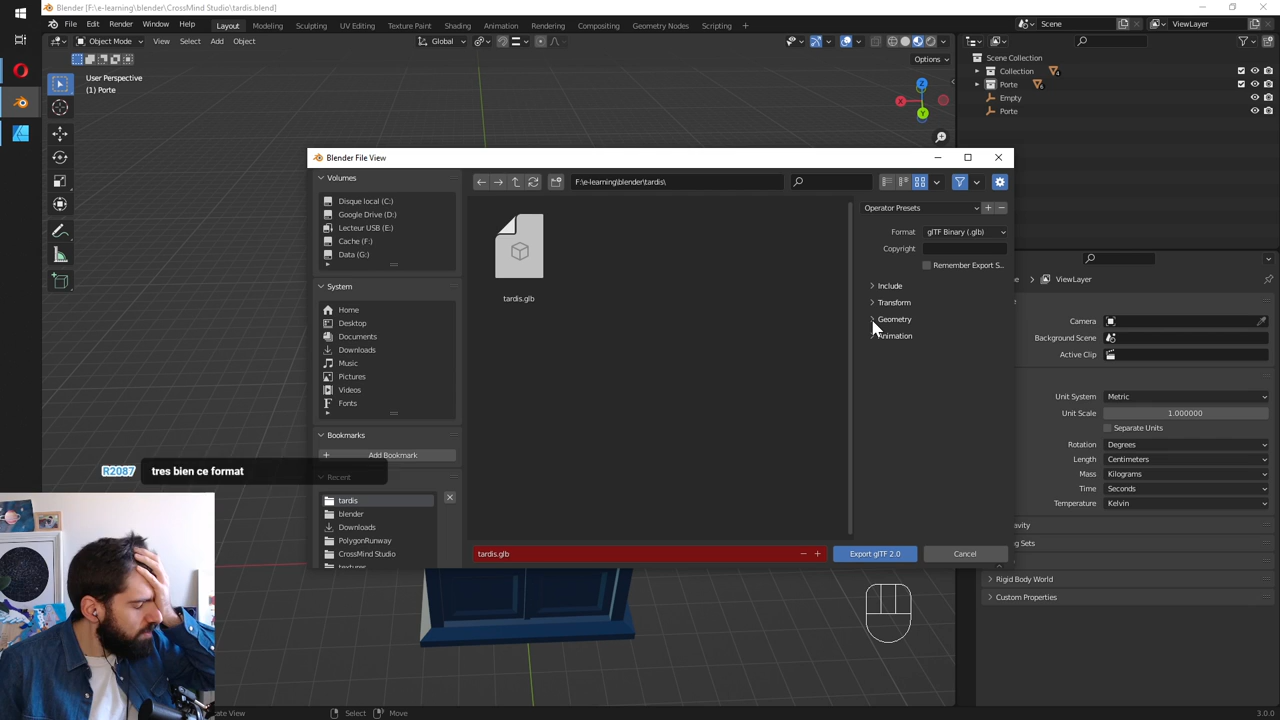 Blender [F:\e-learning\blender\CrossMind Studio\tardis.blend]
File Edit Render Window Help Layout Modeling Sculpting UV Editing Texture Paint Shading Animation Rendering Compositing Geometry Nodes Scripting + Scene ViewLayer
Object Mode View Select Add Object Global
Options
User Perspective
(1) Porte
Z
X
Y
Scene Collection
Collection 4
Porte 6
Empty
Porte
Blender File View
Volumes
Disque local (C:)
Google Drive (D:)
Lecteur USB (E:)
Cache (F:)
Data (G:)
System
Home
Desktop
Documents
Downloads
Music
Pictures
Videos
Fonts
Bookmarks
Add Bookmark
Recent
tardis
blender
Downloads
PolygonRunway
CrossMind Studio
textures
F:\e-learning\blender\tardis\
tardis.glb
Operator Presets
Format glTF Binary (.glb)
Copyright
Remember Export S...
Include
Transform
Geometry
Animation
tardis.glb
Export glTF 2.0
Cancel
ViewLayer
Camera
Background Scene
Active Clip
Unit System Metric
Unit Scale 1.000000
Separate Units
Rotation Degrees
Length Centimeters
Mass Kilograms
Time Seconds
Temperature Kelvin
Rigid Body World
Custom Properties
R2087 tres bien ce format
Select Move
3.0.0